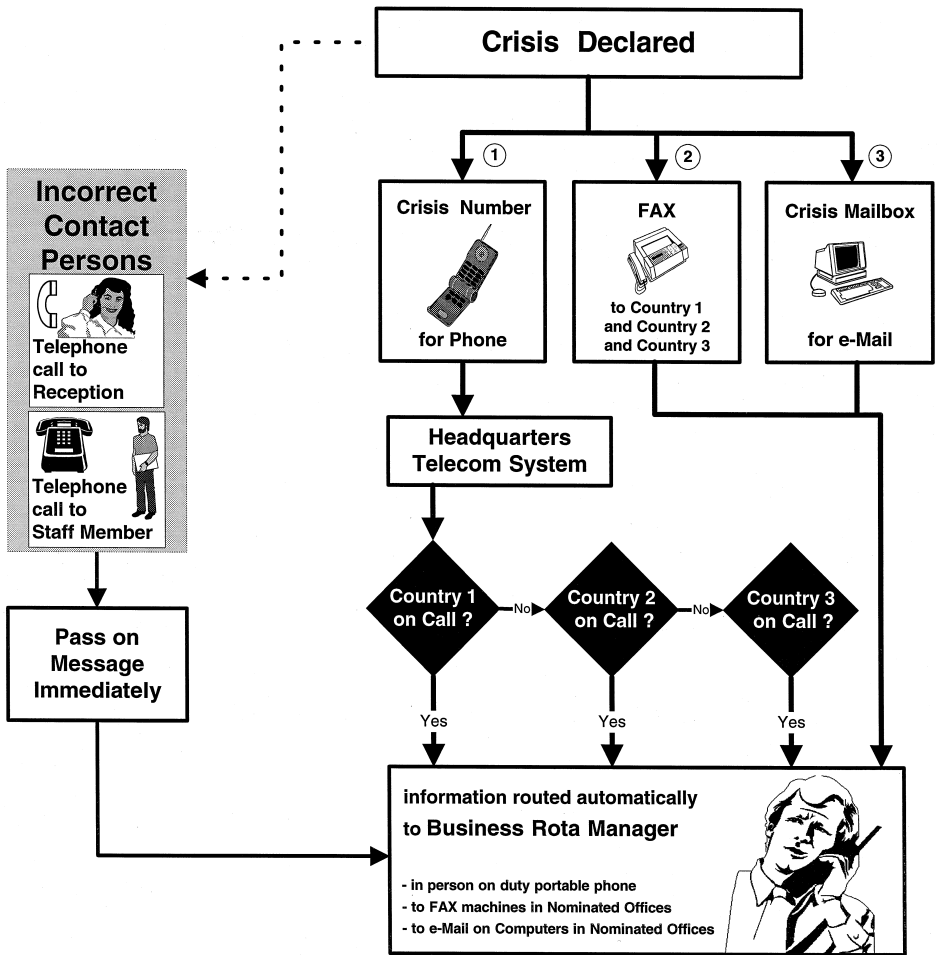 Crisis Declared
1
2
3
Incorrect
Contact
Persons
Telephone
call to
Reception
Telephone
call to
Staff Member
Pass on
Message
Immediately
Crisis Number
for Phone
FAX
to Country 1
and Country 2
and Country 3
Crisis Mailbox
for e-Mail
Headquarters
Telecom System
Country 1
on Call ?
No
Country 2
on Call ?
No
Country 3
on Call ?
Yes
Yes
Yes
information routed automatically
to Business Rota Manager
- in person on duty portable phone
- to FAX machines in Nominated Offices
- to e-Mail on Computers in Nominated Offices